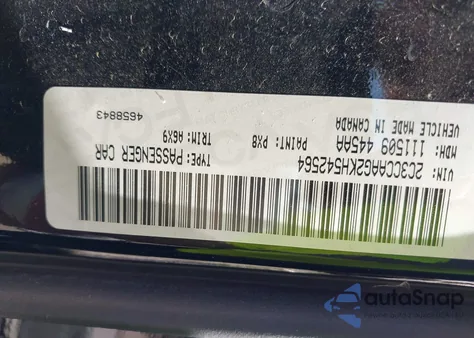 4658843
VEHICLE MADE IN CANADA
MDH: 111509 445AA
PAINT: PX8
TRIM: A6X9
VIN: 2C3CCAAG2KH542564
TYPE: PASSENGER CAR
autoSnap